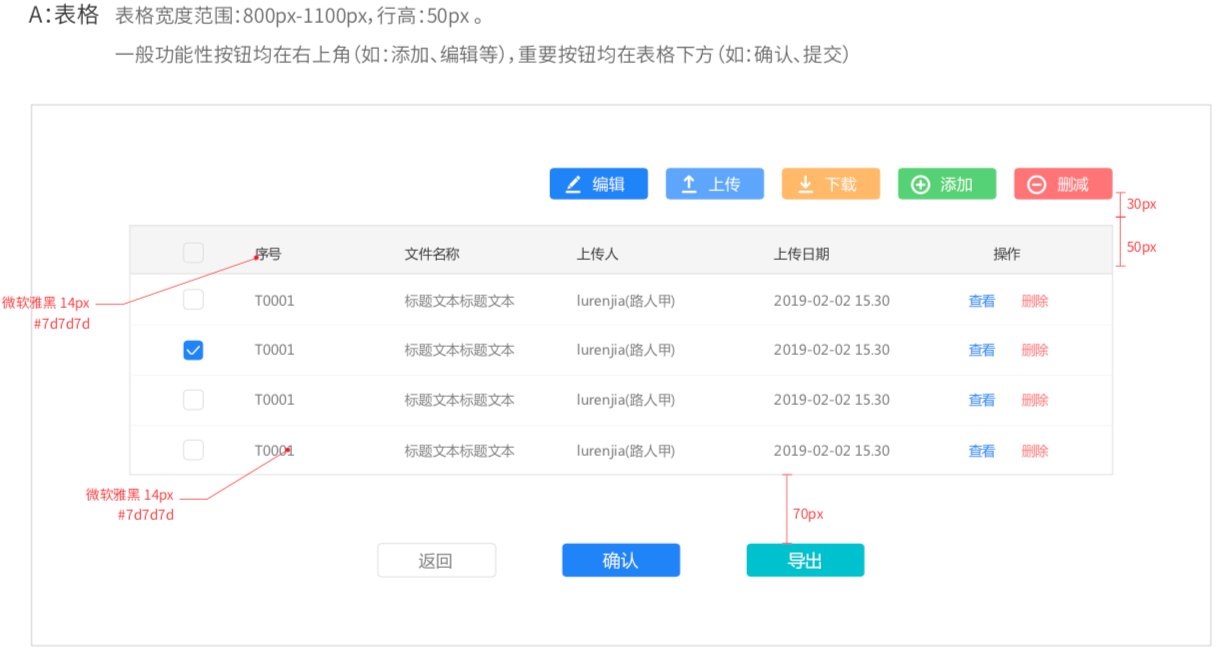 A:表格 表格宽度范围:800px-1100px,行高:50px 。
一般功能性按钮均在右上角(如:添加、编辑等),重要按钮均在表格下方(如:确认、提交)
编辑 上传 下载 添加 删减
30px
50px
序号 文件名称 上传人 上传日期 操作
微软雅黑 14px
#7d7d7d
T0001 标题文本标题文本 lurenjia(路人甲) 2019-02-02 15.30 查看 删除
T0001 标题文本标题文本 lurenjia(路人甲) 2019-02-02 15.30 查看 删除
T0001 标题文本标题文本 lurenjia(路人甲) 2019-02-02 15.30 查看 删除
T0001 标题文本标题文本 lurenjia(路人甲) 2019-02-02 15.30 查看 删除
微软雅黑 14px
#7d7d7d
70px
返回 确认 导出